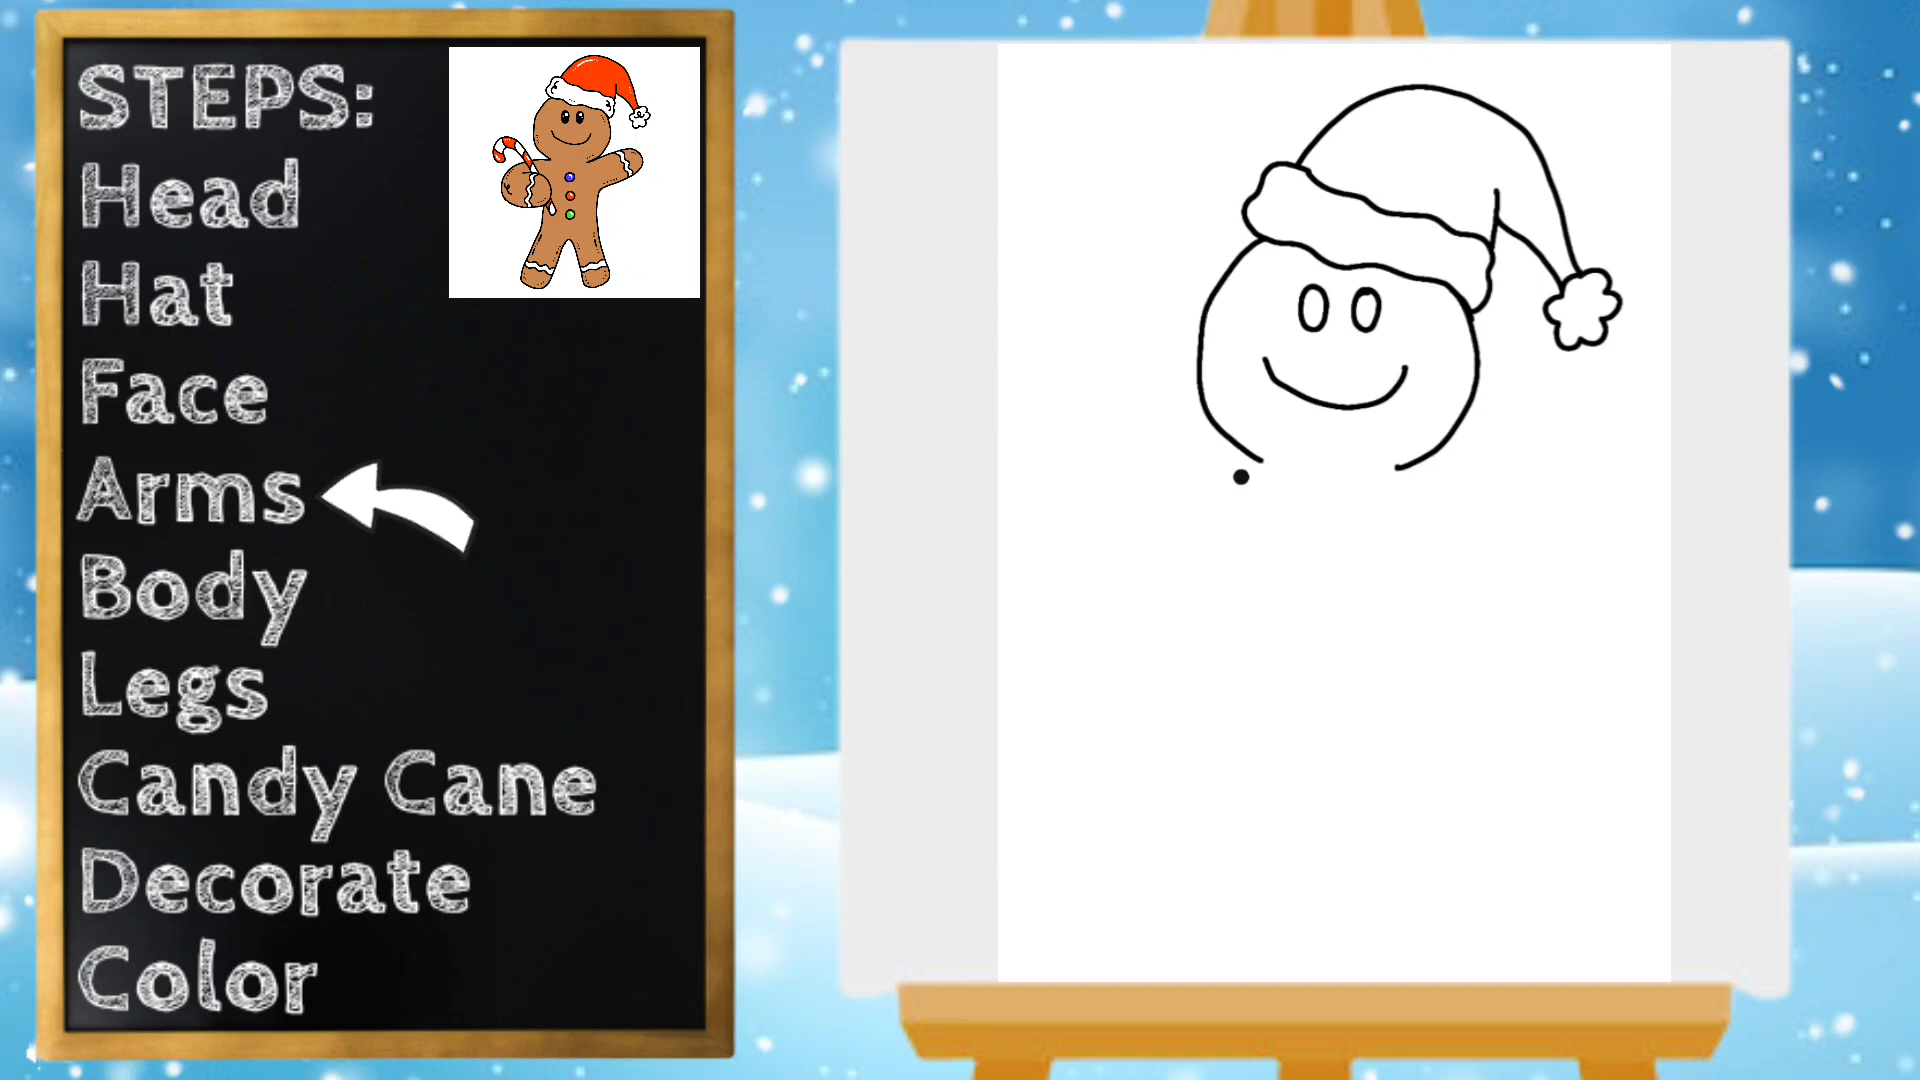 STEPS:
Head
Hat
Face
Arms
Body
Legs
Candy Cane
Decorate
Color